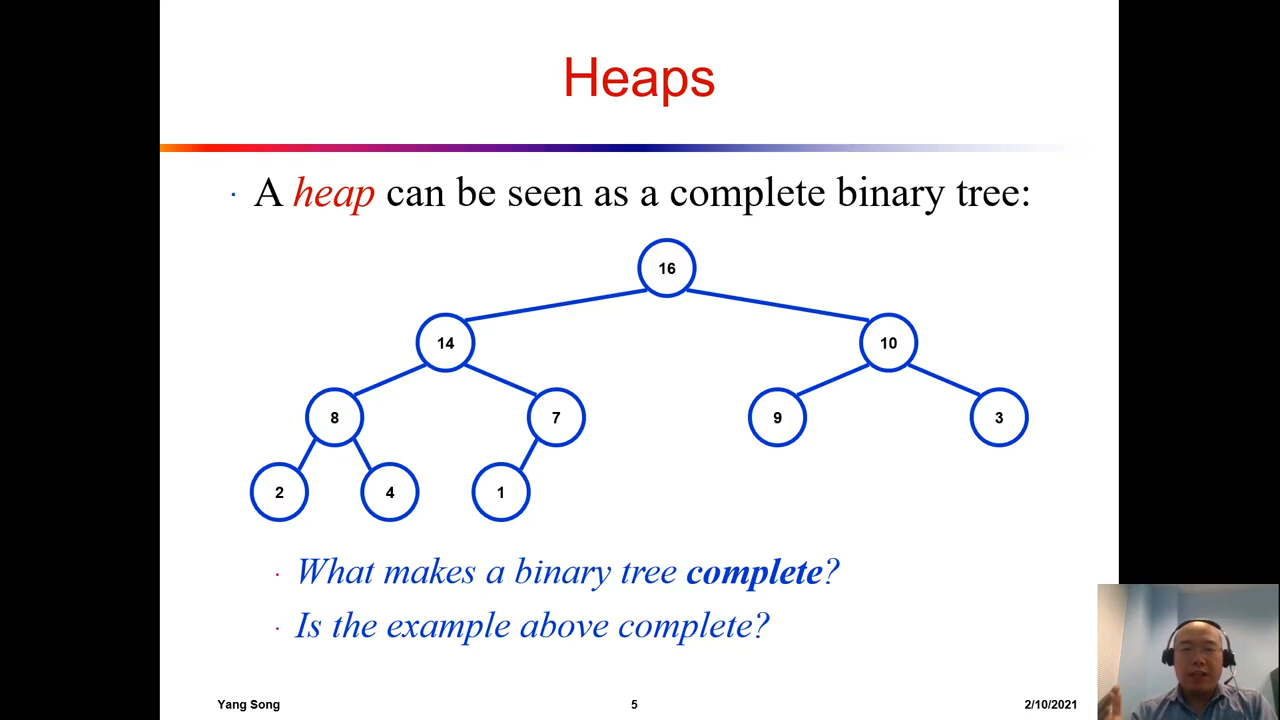 Heaps
· A heap can be seen as a complete binary tree:
16
14 10
8 7 9 3
2 4 1
· What makes a binary tree complete?
· Is the example above complete?
Yang Song 5 2/10/2021